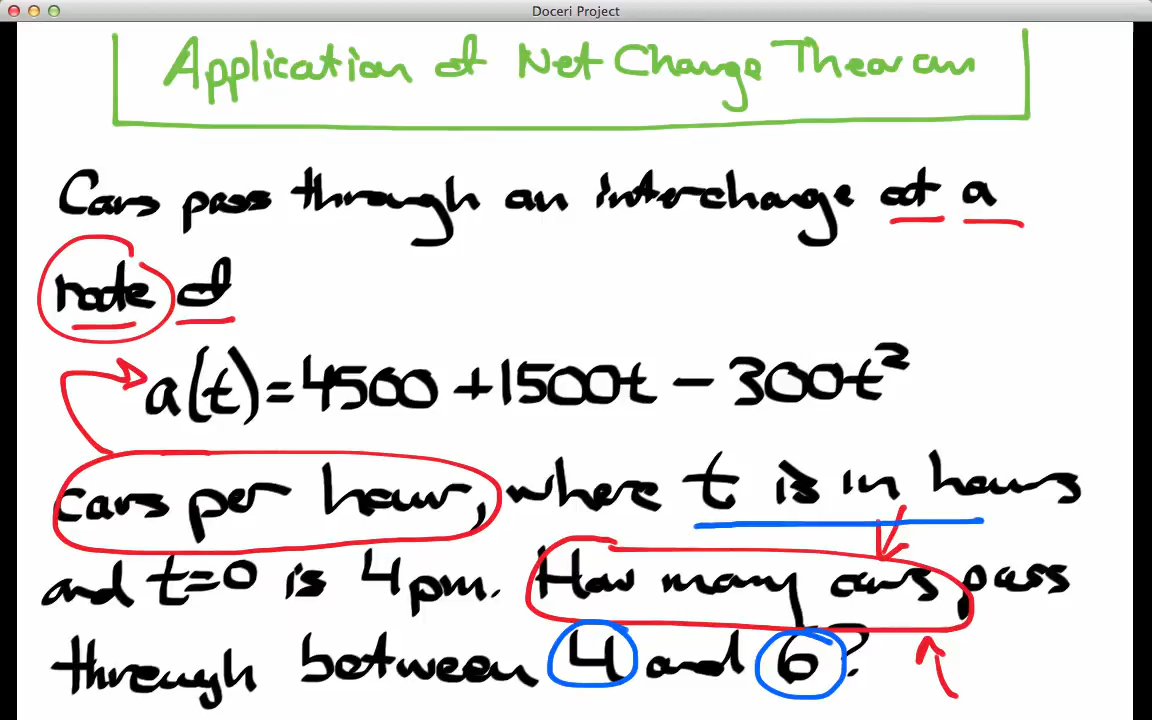 Doceri Project
Application of Net Change Theorem
Cars pass through an interchange at a
rate of
a(t)=4500+1500t-300t²
cars per hour, where t is in hours
and t=0 is 4pm. How many cars pass
through between 4 and 6?